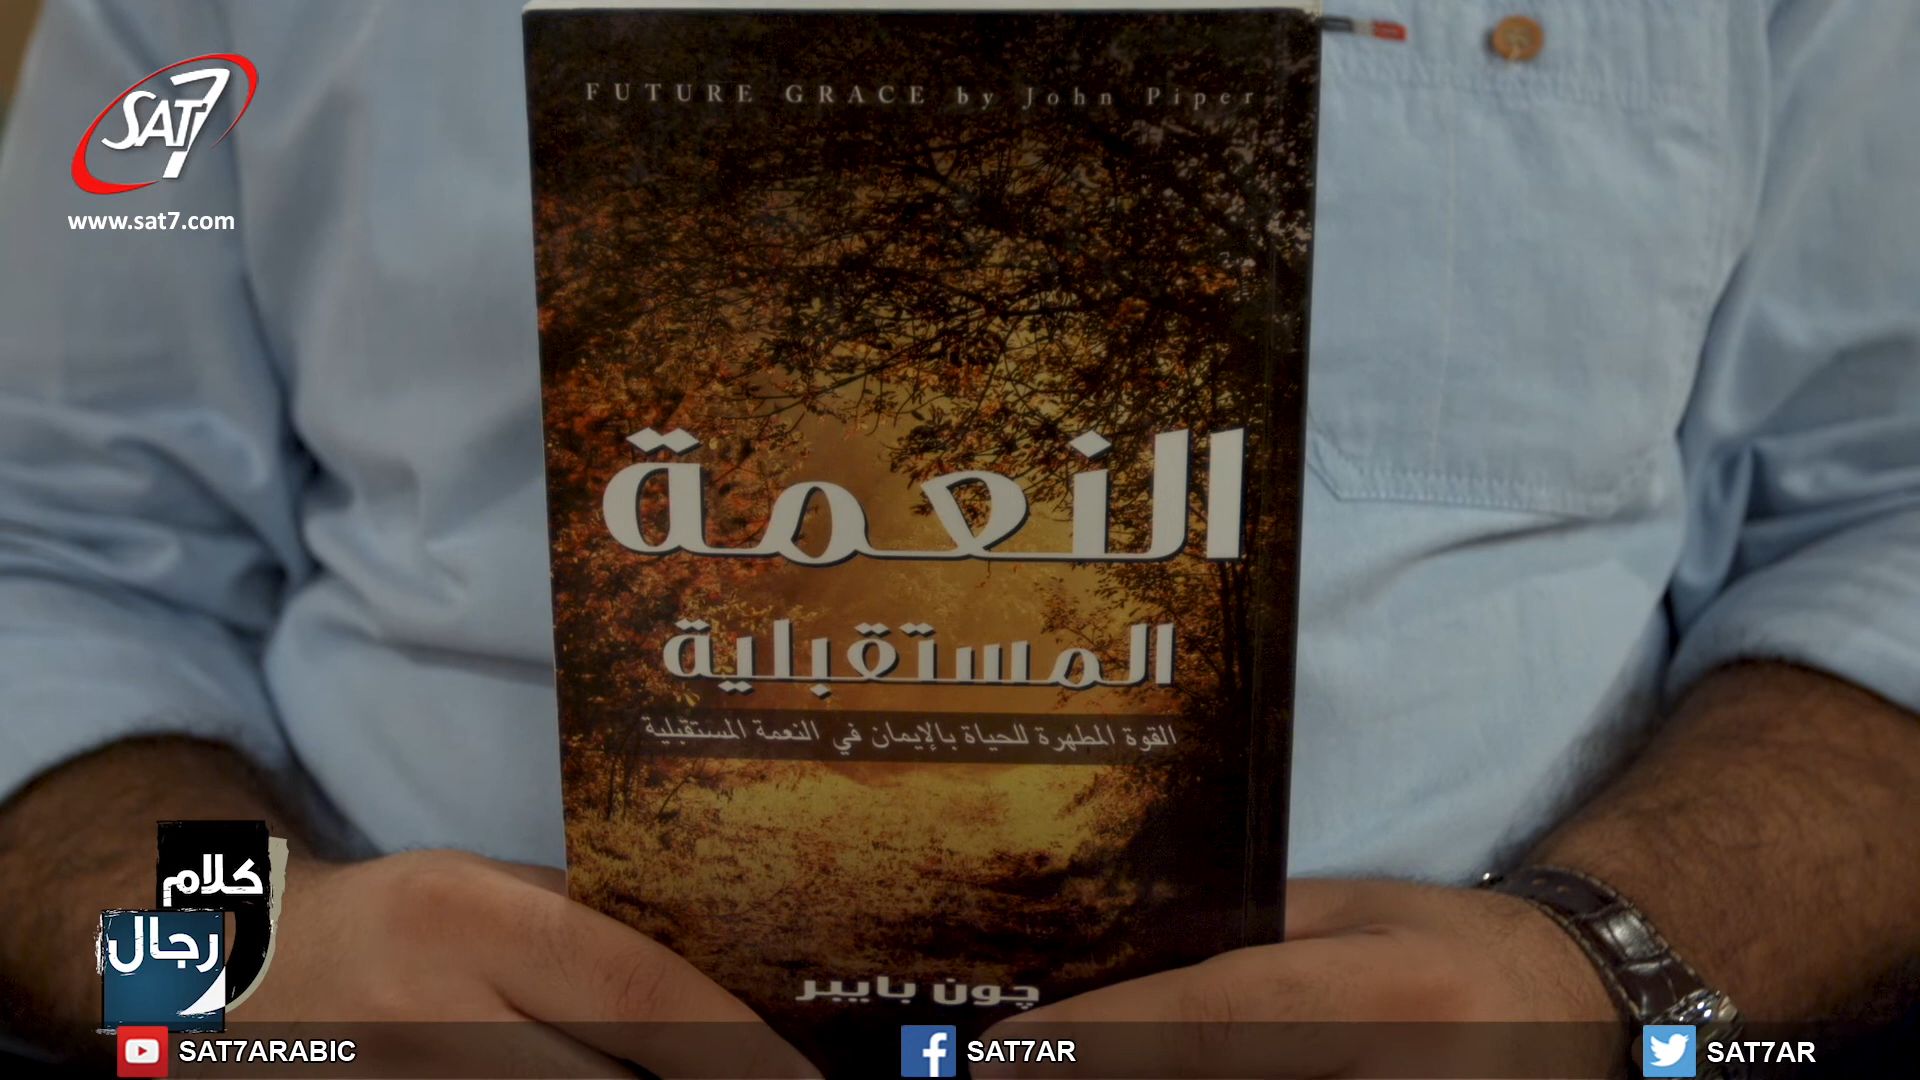 SAT7
www.sat7.com
FUTURE GRACE by John Piper
النعمة
المستقبلية
القوة المطهرة للحياة بالإيمان في النعمة المستقبلية
چون بايبر
كلام
رجال
SAT7ARABIC
SAT7AR
SAT7AR